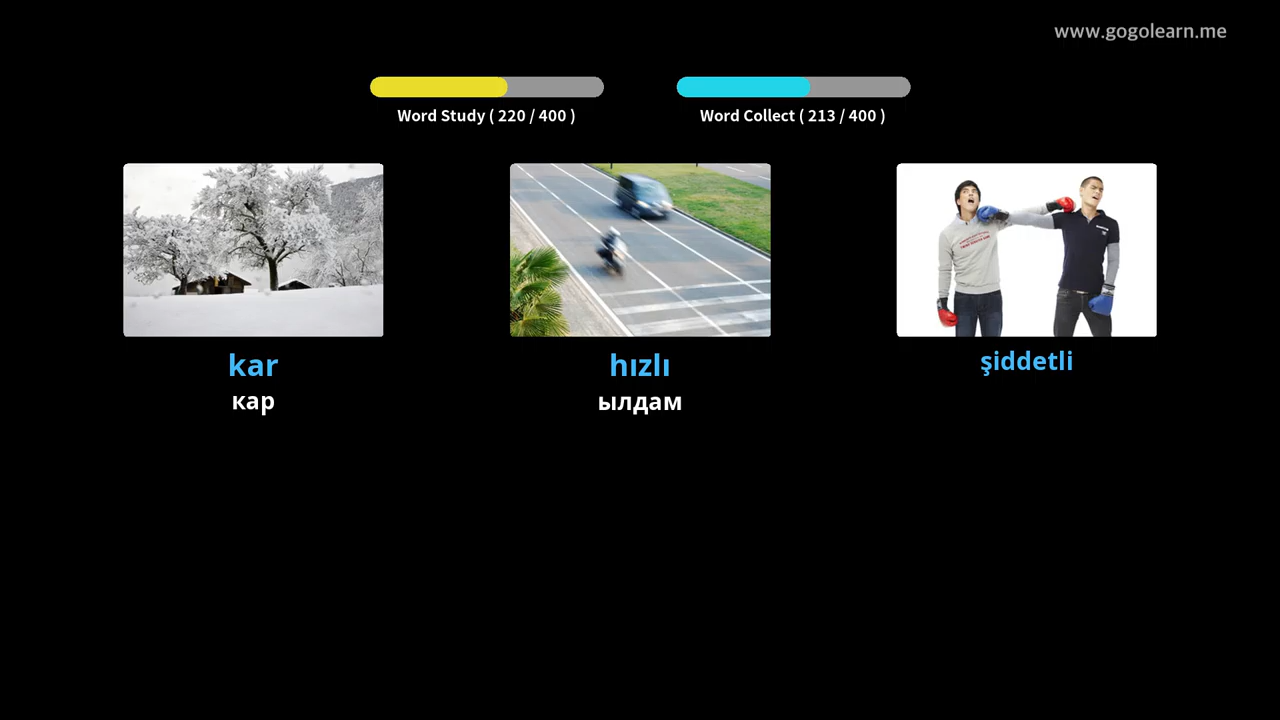 www.gogolearn.me
Word Study ( 220 / 400 )
Word Collect ( 213 / 400 )
kar
кар
hızlı
ылдам
şiddetli